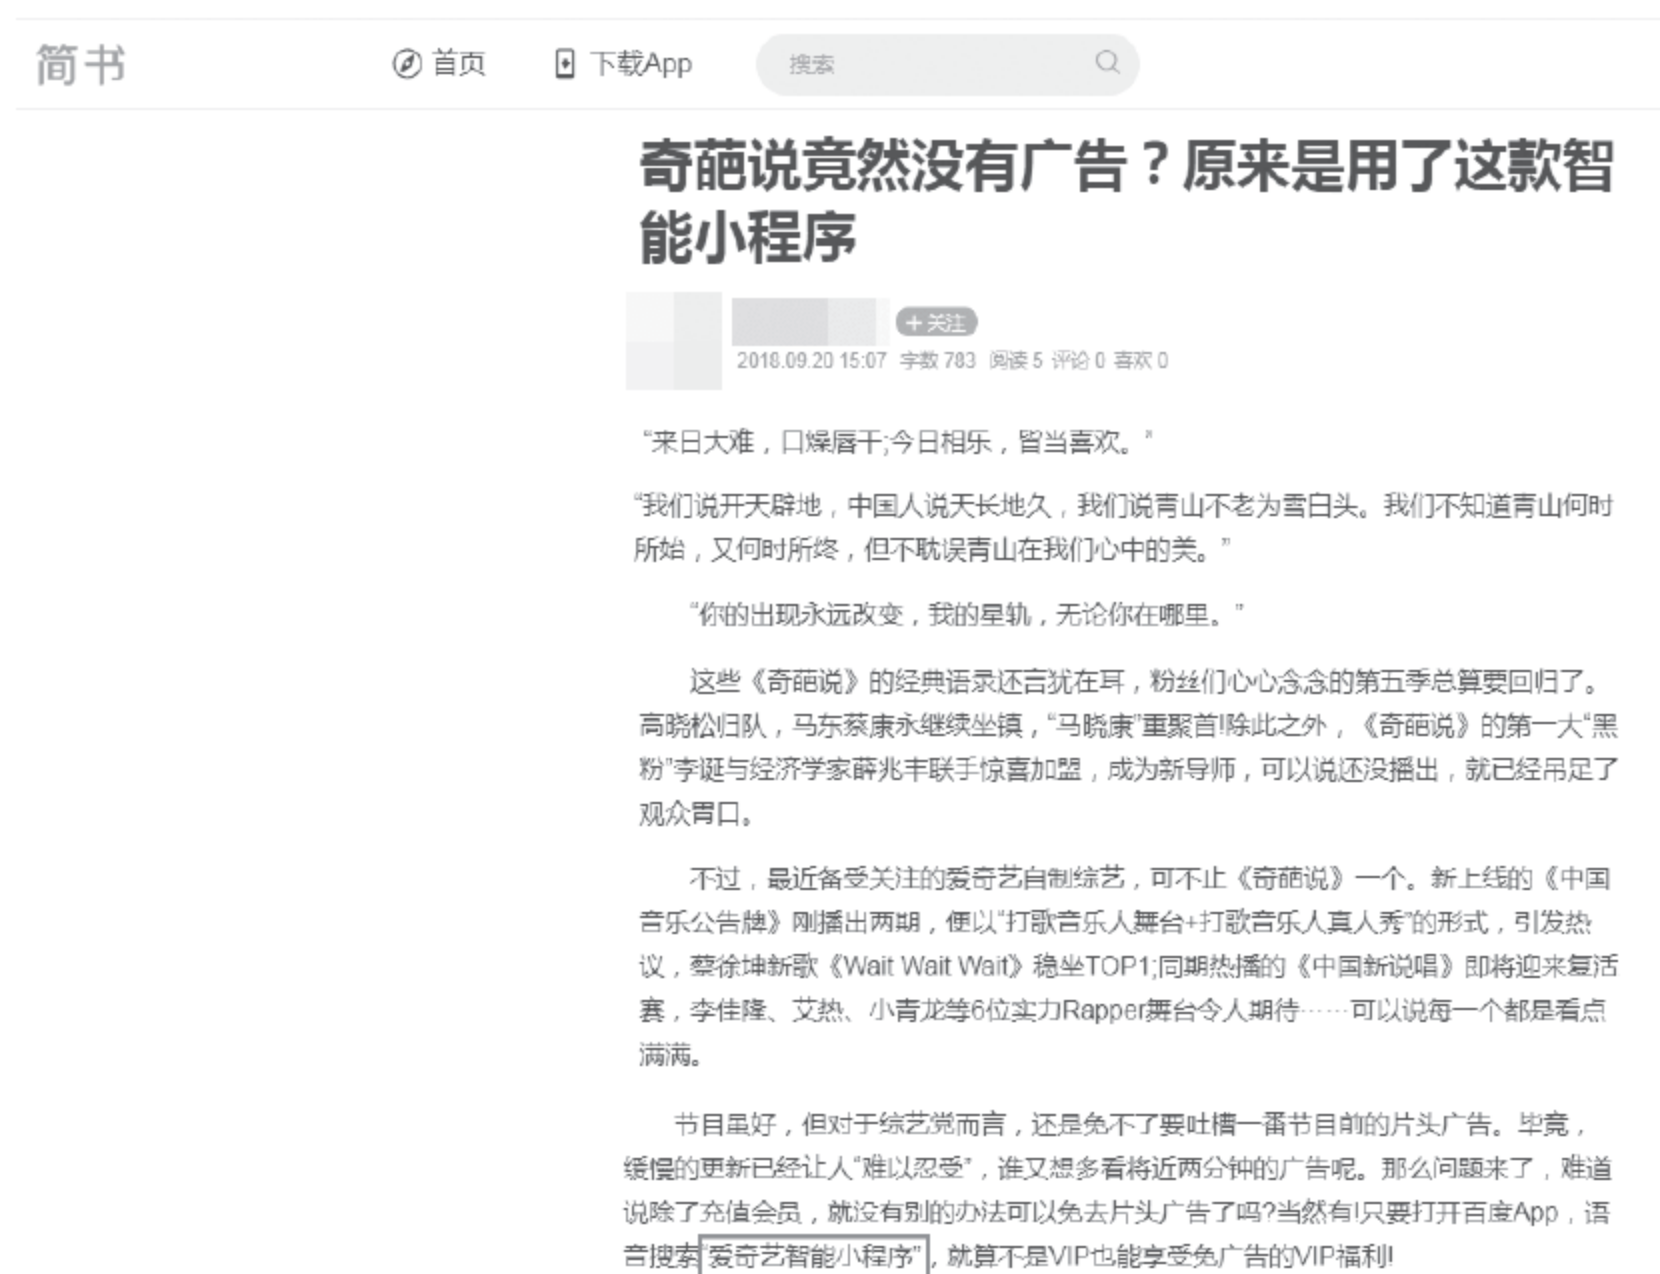 简书
首页
下载App
搜索
奇葩说竟然没有广告？原来是用了这款智
能小程序
+关注
2018.09.20 15:07 字数 783 阅读 5 评论 0 喜欢 0
“来日大难，口燥唇干;今日相乐，皆当喜欢。”
“我们说开天辟地，中国人说天长地久，我们说青山不老为雪白头。我们不知道青山何时
所始，又何时所终，但不耽误青山在我们心中的美。”
“你的出现永远改变，我的星轨，无论你在哪里。”
这些《奇葩说》的经典语录还言犹在耳，粉丝们心心念念的第五季总算要回归了。
高晓松归队，马东蔡康永继续坐镇，“马晓康”重聚首!除此之外，《奇葩说》的第一大“黑
粉”李诞与经济学家薛兆丰联手惊喜加盟，成为新导师，可以说还没播出，就已经吊足了
观众胃口。
不过，最近备受关注的爱奇艺自制综艺，可不止《奇葩说》一个。新上线的《中国
音乐公告牌》刚播出两期，便以“打歌音乐人舞台+打歌音乐人真人秀”的形式，引发热
议，蔡徐坤新歌《Wait Wait Wait》稳坐TOP1;同期热播的《中国新说唱》即将迎来复活
赛，李佳隆、艾热、小青龙等6位实力Rapper舞台令人期待……可以说每一个都是看点
满满。
节目虽好，但对于综艺党而言，还是免不了要吐槽一番节目前的片头广告。毕竟，
缓慢的更新已经让人“难以忍受”，谁又想多看将近两分钟的广告呢。那么问题来了，难道
说除了充值会员，就没有别的办法可以免去片头广告了吗?当然有!只要打开百度App，语
音搜索“爱奇艺智能小程序”，就算不是VIP也能享受免广告的VIP福利!